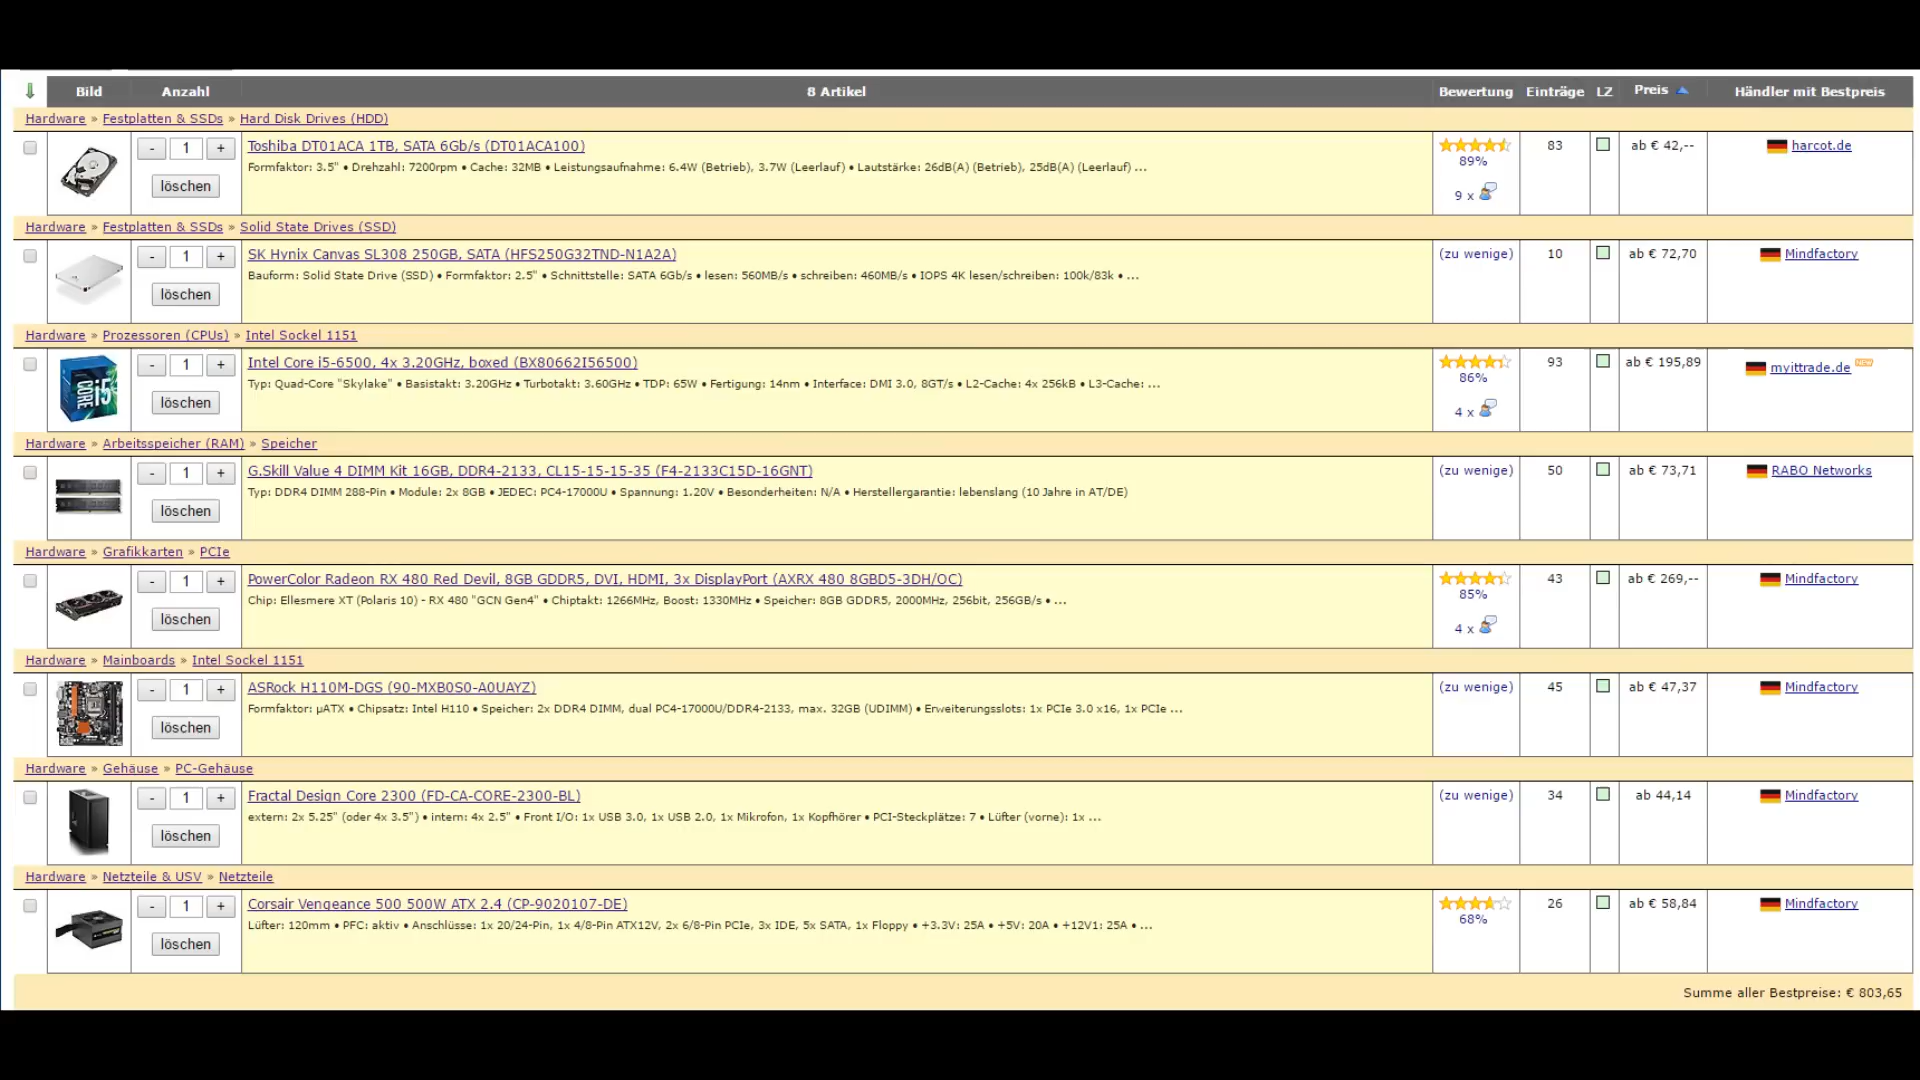 Bild Anzahl 8 Artikel Bewertung Einträge LZ Preis Händler mit Bestpreis
Hardware » Festplatten & SSDs » Hard Disk Drives (HDD)
- 1 + Toshiba DT01ACA 1TB, SATA 6Gb/s (DT01ACA100) 83 ab € 42,-- harcot.de
Formfaktor: 3.5" • Drehzahl: 7200rpm • Cache: 32MB • Leistungsaufnahme: 6.4W (Betrieb), 3.7W (Leerlauf) • Lautstärke: 26dB(A) (Betrieb), 25dB(A) (Leerlauf) ... 89%
löschen 9 x
Hardware » Festplatten & SSDs » Solid State Drives (SSD)
- 1 + SK Hynix Canvas SL308 250GB, SATA (HFS250G32TND-N1A2A) (zu wenige) 10 ab € 72,70 Mindfactory
Bauform: Solid State Drive (SSD) • Formfaktor: 2.5" • Schnittstelle: SATA 6Gb/s • lesen: 560MB/s • schreiben: 460MB/s • IOPS 4K lesen/schreiben: 100k/83k • ...
löschen
Hardware » Prozessoren (CPUs) » Intel Sockel 1151
- 1 + Intel Core i5-6500, 4x 3.20GHz, boxed (BX80662I56500) 93 ab € 195,89 mvittrade.de NEW
Typ: Quad-Core "Skylake" • Basistakt: 3.20GHz • Turbotakt: 3.60GHz • TDP: 65W • Fertigung: 14nm • Interface: DMI 3.0, 8GT/s • L2-Cache: 4x 256kB • L3-Cache: ... 86%
CORE i5 löschen 4 x
Hardware » Arbeitsspeicher (RAM) » Speicher
- 1 + G.Skill Value 4 DIMM Kit 16GB, DDR4-2133, CL15-15-15-35 (F4-2133C15D-16GNT) (zu wenige) 50 ab € 73,71 RABO Networks
Typ: DDR4 DIMM 288-Pin • Module: 2x 8GB • JEDEC: PC4-17000U • Spannung: 1.20V • Besonderheiten: N/A • Herstellergarantie: lebenslang (10 Jahre in AT/DE)
löschen
Hardware » Grafikkarten » PCIe
- 1 + PowerColor Radeon RX 480 Red Devil, 8GB GDDR5, DVI, HDMI, 3x DisplayPort (AXRX 480 8GBD5-3DH/OC) 43 ab € 269,-- Mindfactory
Chip: Ellesmere XT (Polaris 10) - RX 480 "GCN Gen4" • Chiptakt: 1266MHz, Boost: 1330MHz • Speicher: 8GB GDDR5, 2000MHz, 256bit, 256GB/s • ... 85%
löschen 4 x
Hardware » Mainboards » Intel Sockel 1151
- 1 + ASRock H110M-DGS (90-MXB0S0-A0UAYZ) (zu wenige) 45 ab € 47,37 Mindfactory
Formfaktor: µATX • Chipsatz: Intel H110 • Speicher: 2x DDR4 DIMM, dual PC4-17000U/DDR4-2133, max. 32GB (UDIMM) • Erweiterungsslots: 1x PCIe 3.0 x16, 1x PCIe ...
löschen
Hardware » Gehäuse » PC-Gehäuse
- 1 + Fractal Design Core 2300 (FD-CA-CORE-2300-BL) (zu wenige) 34 ab 44,14 Mindfactory
extern: 2x 5.25" (oder 4x 3.5") • intern: 4x 2.5" • Front I/O: 1x USB 3.0, 1x USB 2.0, 1x Mikrofon, 1x Kopfhörer • PCI-Steckplätze: 7 • Lüfter (vorne): 1x ...
löschen
Hardware » Netzteile & USV » Netzteile
- 1 + Corsair Vengeance 500 500W ATX 2.4 (CP-9020107-DE) 26 ab € 58,84 Mindfactory
Lüfter: 120mm • PFC: aktiv • Anschlüsse: 1x 20/24-Pin, 1x 4/8-Pin ATX12V, 2x 6/8-Pin PCIe, 3x IDE, 5x SATA, 1x Floppy • +3.3V: 25A • +5V: 20A • +12V1: 25A • ... 68%
löschen
Summe aller Bestpreise: € 803,65